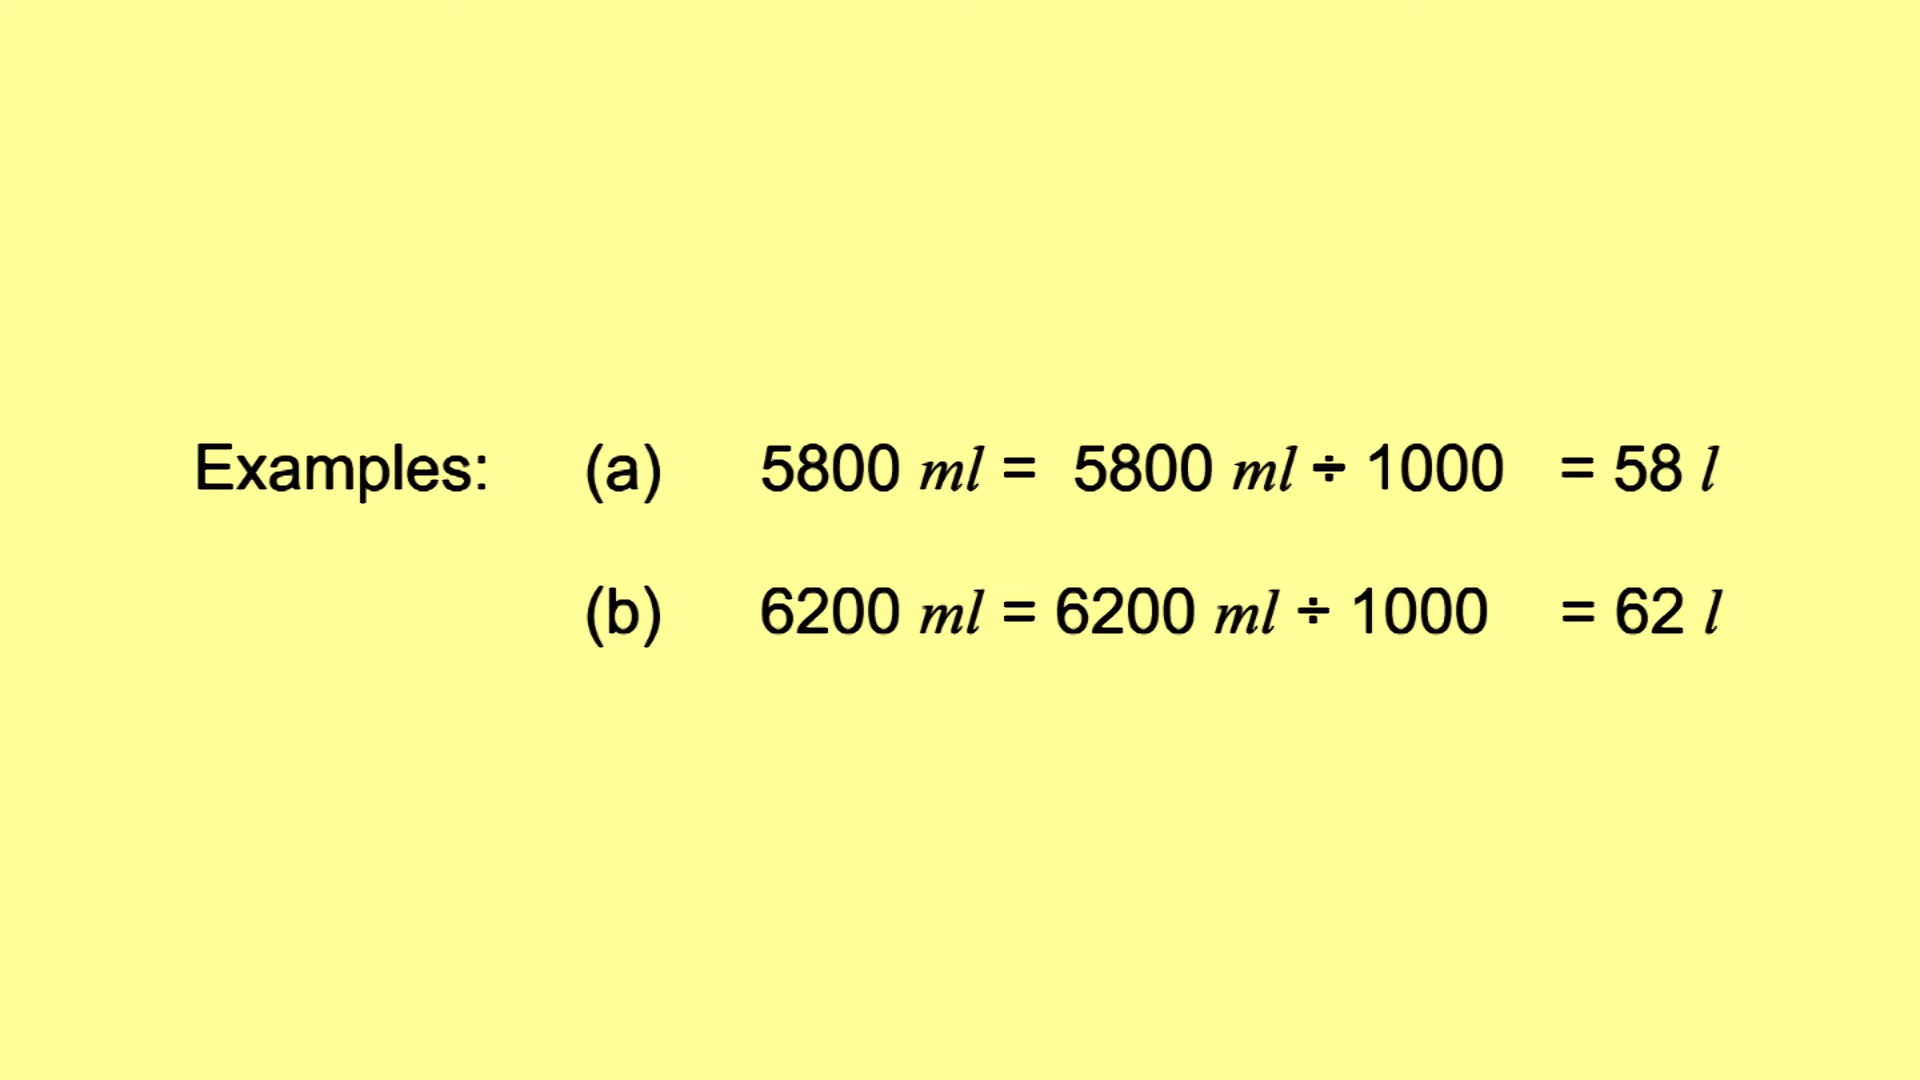 Examples: (a) 5800 ml = 5800 ml ÷ 1000 = 58 l
(b) 6200 ml = 6200 ml ÷ 1000 = 62 l